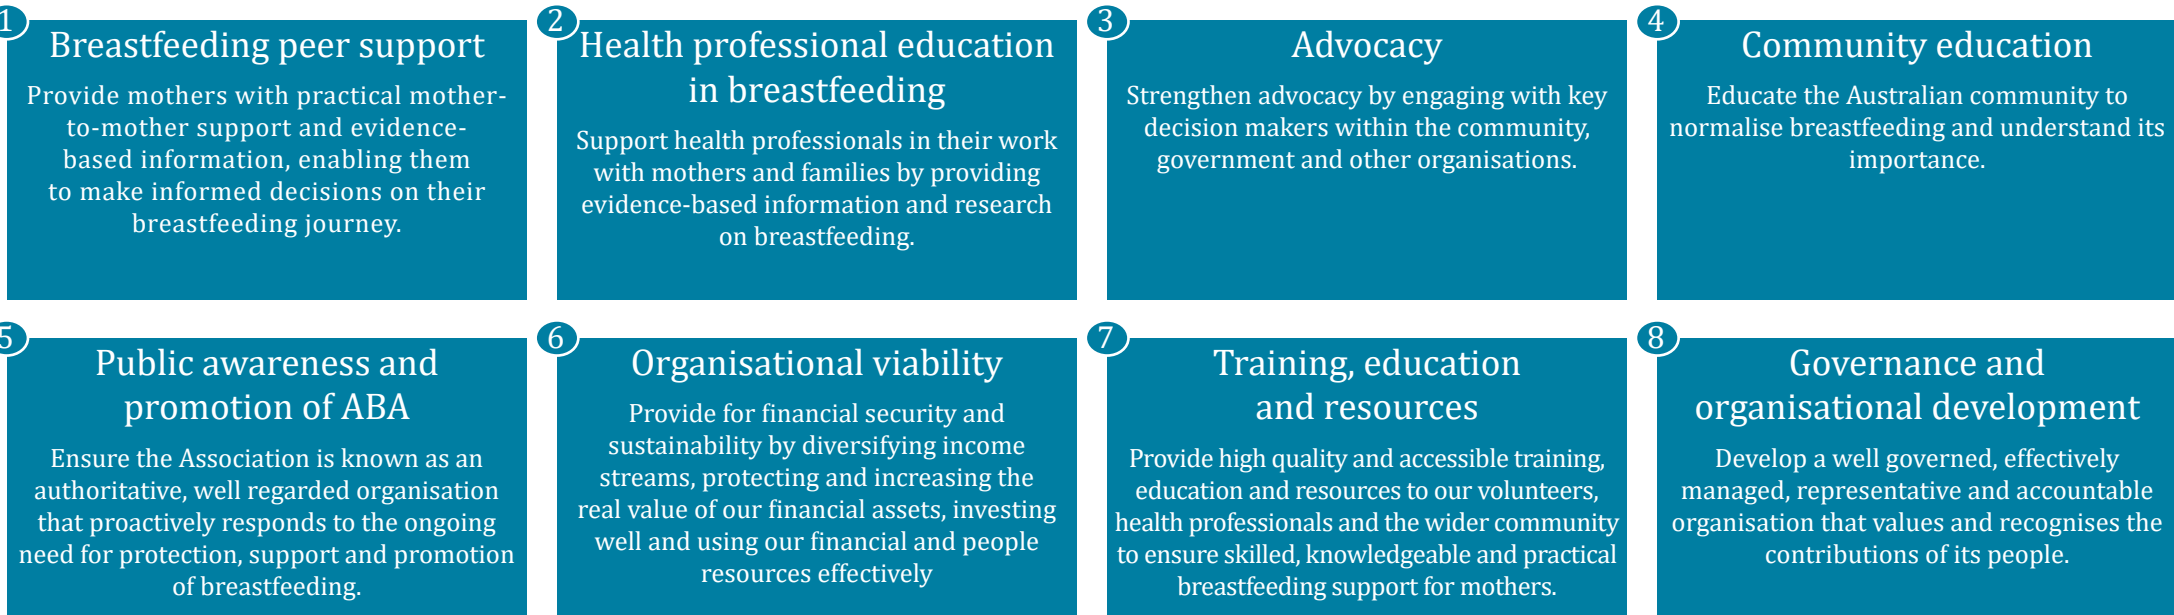 1
Breastfeeding peer support
Provide mothers with practical mother-
to-mother support and evidence-
based information, enabling them
to make informed decisions on their
breastfeeding journey.
2
Health professional education
in breastfeeding
Support health professionals in their work
with mothers and families by providing
evidence-based information and research
on breastfeeding.
3
Advocacy
Strengthen advocacy by engaging with key
decision makers within the community,
government and other organisations.
4
Community education
Educate the Australian community to
normalise breastfeeding and understand its
importance.
5
Public awareness and
promotion of ABA
Ensure the Association is known as an
authoritative, well regarded organisation
that proactively responds to the ongoing
need for protection, support and promotion
of breastfeeding.
6
Organisational viability
Provide for financial security and
sustainability by diversifying income
streams, protecting and increasing the
real value of our financial assets, investing
well and using our financial and people
resources effectively
7
Training, education
and resources
Provide high quality and accessible training,
education and resources to our volunteers,
health professionals and the wider community
to ensure skilled, knowledgeable and practical
breastfeeding support for mothers.
8
Governance and
organisational development
Develop a well governed, effectively
managed, representative and accountable
organisation that values and recognises the
contributions of its people.